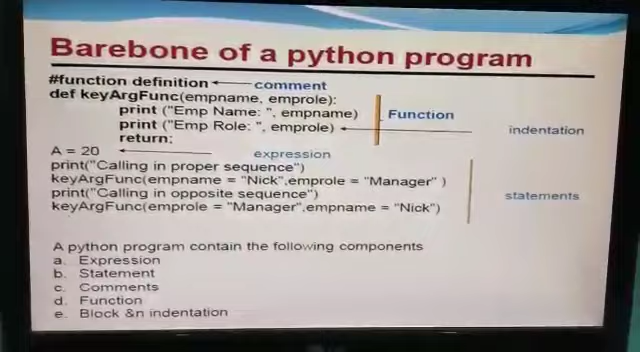 Barebone of a python program
#function definition comment
def keyArgFunc(empname, emprole):
print ("Emp Name: ", empname) Function
print ("Emp Role: ", emprole) indentation
return;
A = 20 expression
print("Calling in proper sequence")
keyArgFunc(empname = "Nick",emprole = "Manager" )
print("Calling in opposite sequence") statements
keyArgFunc(emprole = "Manager",empname = "Nick")
A python program contain the following components
a. Expression
b. Statement
c. Comments
d. Function
e. Block &n indentation